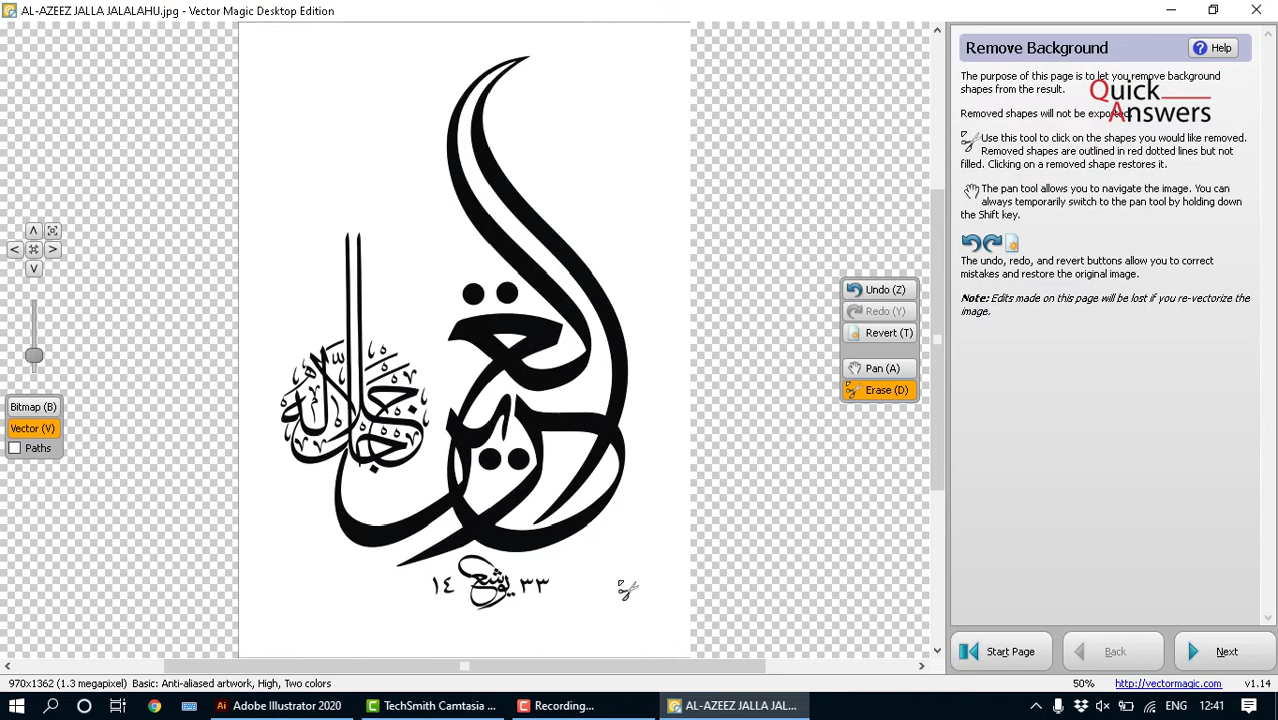 AL-AZEEZ JALLA JALALAHU.jpg - Vector Magic Desktop Edition
Remove Background
Help
The purpose of this page is to let you remove background
shapes from the result.
Quick
Answers
Removed shapes will not be exported.
Use this tool to click on the shapes you would like removed.
Removed shapes are outlined in red dotted lines but not
filled. Clicking on a removed shape restores it.
The pan tool allows you to navigate the image. You can
always temporarily switch to the pan tool by holding down
the Shift key.
The undo, redo, and revert buttons allow you to correct
mistakes and restore the original image.
Note: Edits made on this page will be lost if you re-vectorize the
image.
Undo (Z)
Redo (Y)
Revert (T)
Pan (A)
Erase (D)
Bitmap (B)
Vector (V)
Paths
العزيز
جل جلاله
١٤ يوشع ٣٣
Start Page
Back
Next
970x1362 (1.3 megapixel) Basic: Anti-aliased artwork, High, Two colors
50%
http://vectormagic.com
v1.14
Adobe Illustrator 2020
TechSmith Camtasia ...
Recording...
AL-AZEEZ JALLA JAL...
ENG
12:41